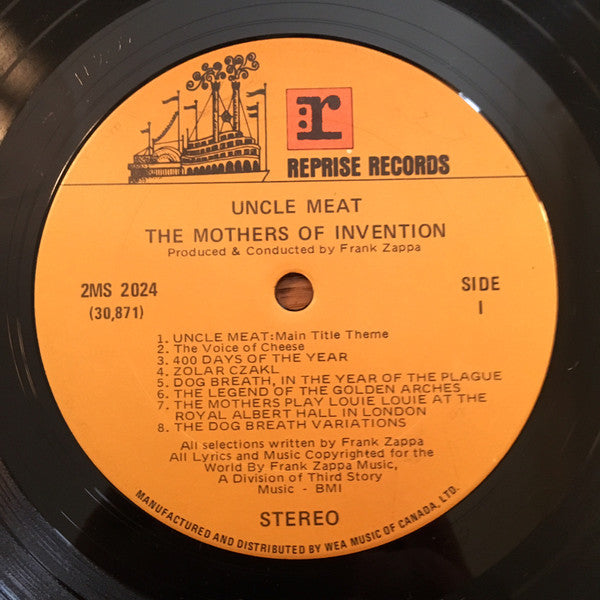 r
REPRISE RECORDS
UNCLE MEAT
THE MOTHERS OF INVENTION
Produced & Conducted by Frank Zappa
2MS 2024
(30,871)
SIDE
I
1. UNCLE MEAT: Main Title Theme
2. The Voice of Cheese
3. 400 DAYS OF THE YEAR
4. ZOLAR CZAKL
5. DOG BREATH, IN THE YEAR OF THE PLAGUE
6. THE LEGEND OF THE GOLDEN ARCHES
7. THE MOTHERS PLAY LOUIE LOUIE AT THE
ROYAL ALBERT HALL IN LONDON
8. THE DOG BREATH VARIATIONS
All selections written by Frank Zappa
All Lyrics and Music Copyrighted for the
World By Frank Zappa Music,
A Division of Third Story
Music - BMI
STEREO
MANUFACTURED AND DISTRIBUTED BY WEA MUSIC OF CANADA, LTD.